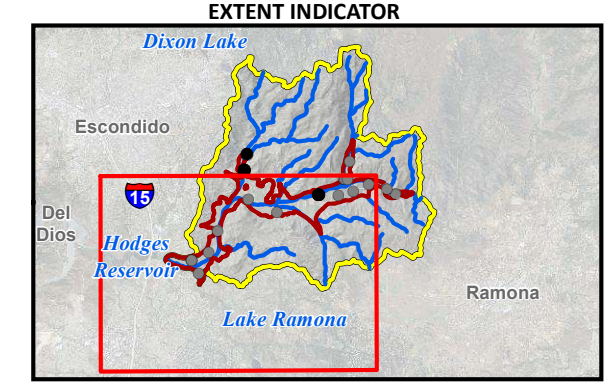 EXTENT INDICATOR
Dixon Lake
Escondido
15
Del
Dios
Hodges
Reservoir
Ramona
Lake Ramona